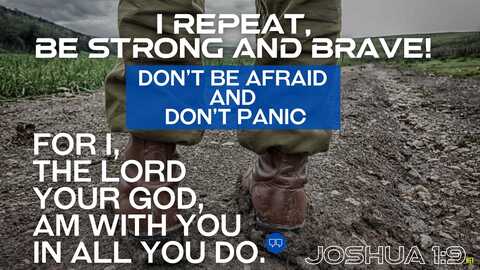 I REPEAT,
BE STRONG AND BRAVE!
DON'T BE AFRAID
AND
DON'T PANIC
FOR I,
THE LORD
YOUR GOD,
AM WITH YOU
IN ALL YOU DO.
JOSHUA 1:9